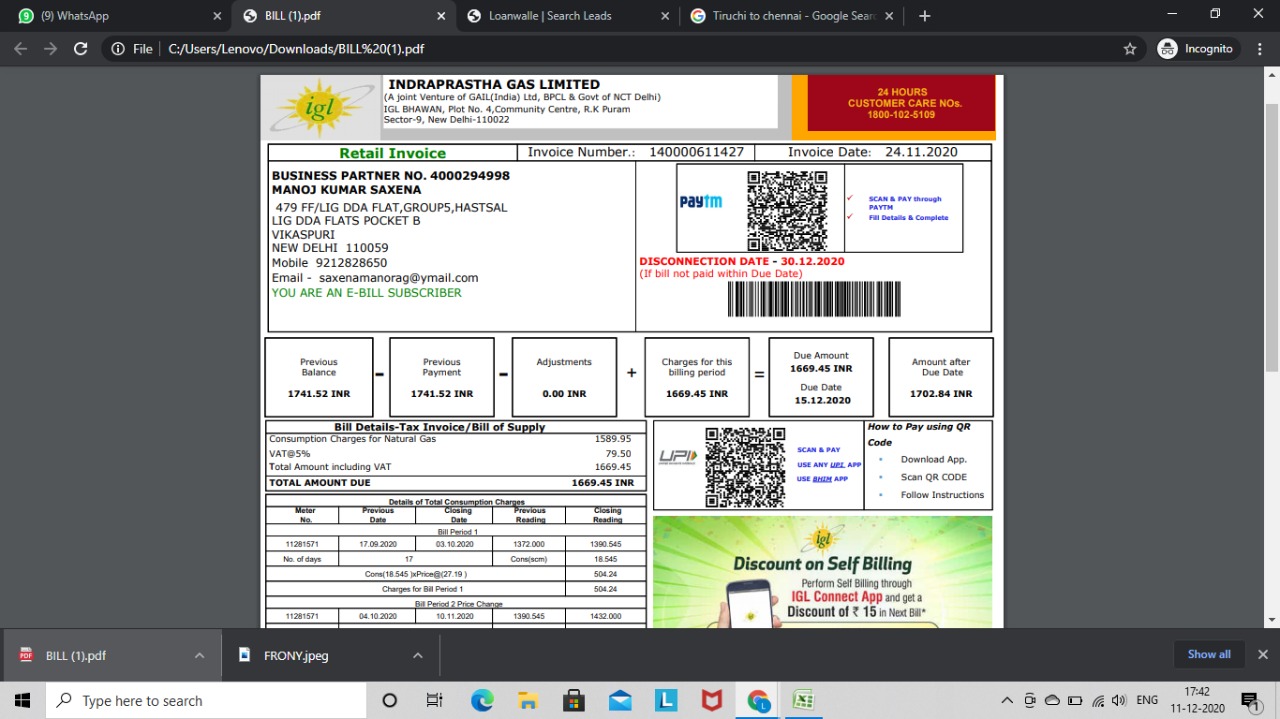 (9) WhatsApp
BILL (1).pdf
Loanwalle | Search Leads
Tiruchi to chennai - Google Searc
File
C:/Users/Lenovo/Downloads/BILL%20(1).pdf
Incognito
igl
INDRAPRASTHA GAS LIMITED
(A joint Venture of GAIL(India) Ltd, BPCL & Govt of NCT Delhi)
IGL BHAWAN, Plot No. 4,Community Centre, R.K Puram
Sector-9, New Delhi-110022
24 HOURS
CUSTOMER CARE NOs.
1800-102-5109
Retail Invoice
Invoice Number.: 140000611427
Invoice Date: 24.11.2020
BUSINESS PARTNER NO. 4000294998
MANOJ KUMAR SAXENA
479 FF/LIG DDA FLAT,GROUP5,HASTSAL
LIG DDA FLATS POCKET B
VIKASPURI
NEW DELHI 110059
Mobile 9212828650
Email - saxenamanorag@ymail.com
YOU ARE AN E-BILL SUBSCRIBER
paytm
SCAN & PAY through
PAYTM
Fill Details & Complete
DISCONNECTION DATE - 30.12.2020
(If bill not paid within Due Date)
Previous
Balance
1741.52 INR
-
Previous
Payment
1741.52 INR
-
Adjustments
0.00 INR
+
Charges for this
billing period
1669.45 INR
=
Due Amount
1669.45 INR
Due Date
15.12.2020
Amount after
Due Date
1702.84 INR
Bill Details-Tax Invoice/Bill of Supply
Consumption Charges for Natural Gas 1589.95
VAT@5% 79.50
Total Amount including VAT 1669.45
TOTAL AMOUNT DUE 1669.45 INR
UPI
SCAN & PAY
USE ANY UPI APP
USE BHIM APP
How to Pay using QR
Code
Download App.
Scan QR CODE
Follow Instructions
Details of Total Consumption Charges
Meter No. Previous Date Closing Date Previous Reading Closing Reading
Bill Period 1
11281571 17.09.2020 03.10.2020 1372.000 1390.545
No. of days 17 Cons(scm) 18.545
Cons(18.545 )xPrice@(27.19 ) 504.24
Charges for Bill Period 1 504.24
Bill Period 2 Price Change
11281571 04.10.2020 10.11.2020 1390.545 1432.000
igl
Discount on Self Billing
Perform Self Billing through
IGL Connect App and get a
Discount of ₹ 15 in Next Bill*
BILL (1).pdf
FRONY.jpeg
Show all
Type here to search
ENG
17:42
11-12-2020